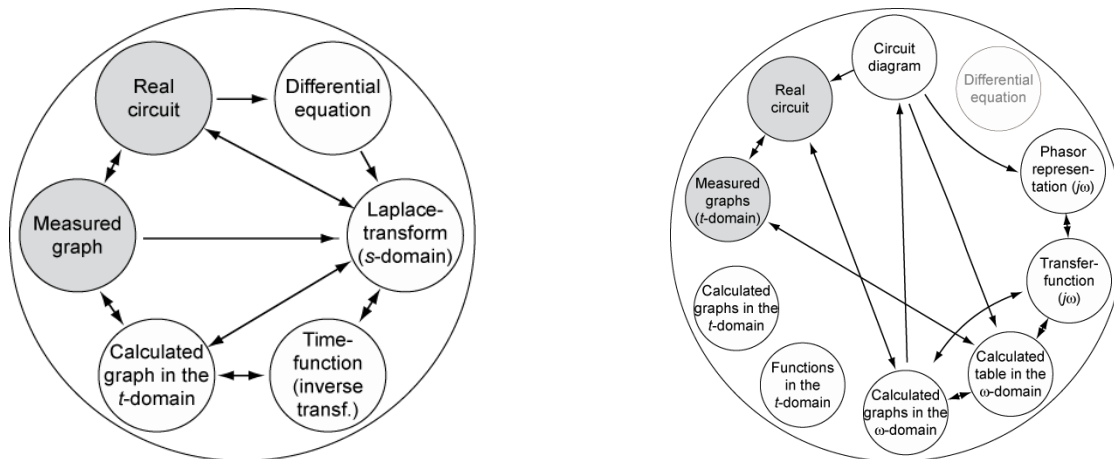 Real
circuit
Differential
equation
Measured
graph
Laplace-
transform
(s-domain)
Calculated
graph in the
t-domain
Time-
function
(inverse
transf.)
Circuit
diagram
Differential
equation
Real
circuit
Phasor
represen-
tation (jω)
Measured
graphs
(t-domain)
Transfer-
function
(jω)
Calculated
graphs in the
t-domain
Calculated
table in the
ω-domain
Functions
in the
t-domain
Calculated
graphs in the
ω-domain